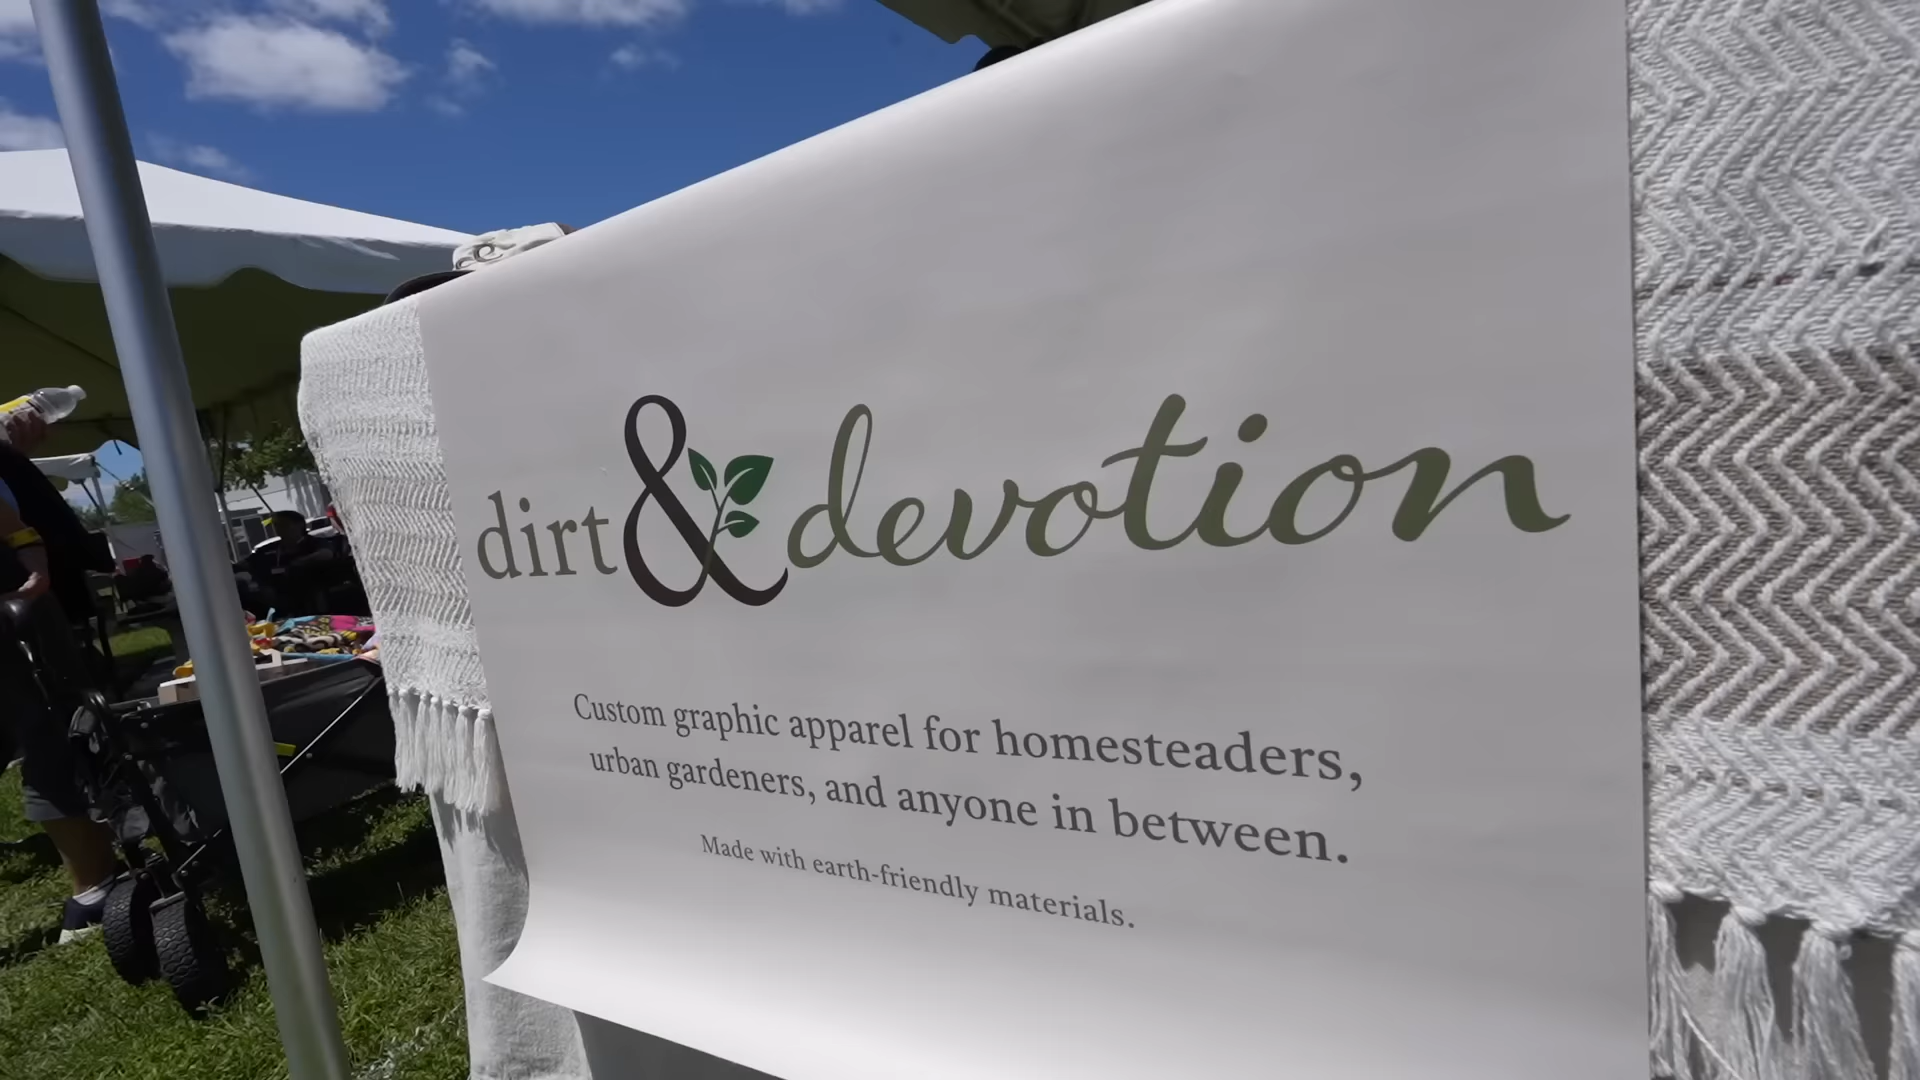 dirt & devotion
Custom graphic apparel for homesteaders,
urban gardeners, and anyone in between.
Made with earth-friendly materials.